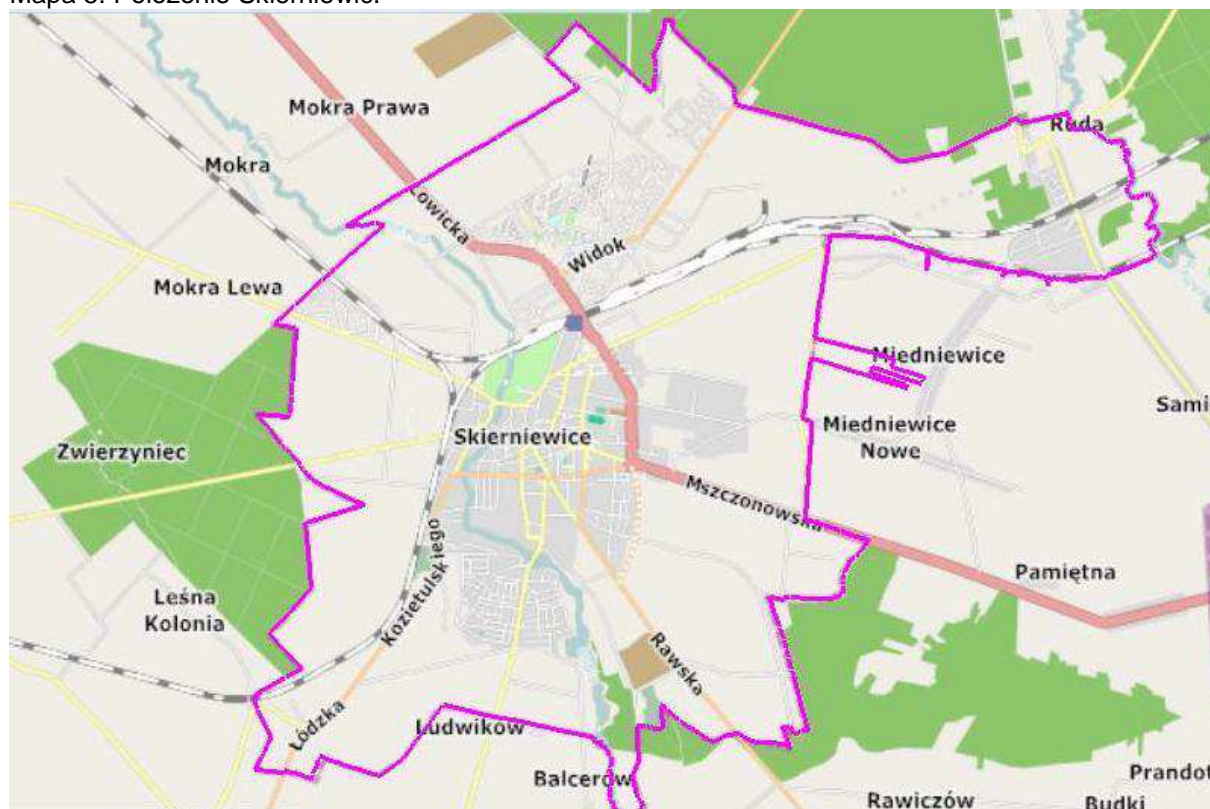 Mapa 3. Położenie Skierniewic.
Mokra Prawa
Ruda
Mokra
Łowicka
Widok
Mokra Lewa
Miedniewice
Sami
Miedniewice
Nowe
Skierniewice
Zwierzyniec
Mszczonowska
Pamiętna
Leśna
Kolonia
Kozietulskiego
Rawska
Łódzka
Ludwików
Balcerów
Prandot
Rawiczów
Budki